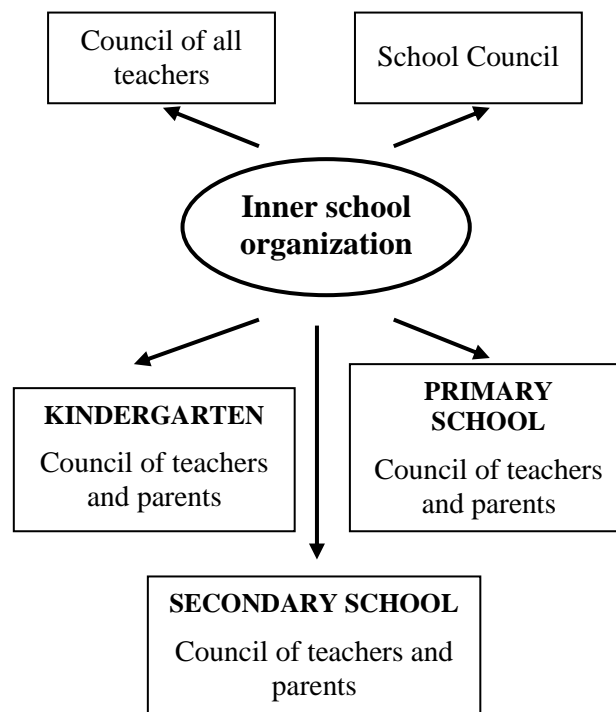 Council of all
teachers
School Council
Inner school
organization
KINDERGARTEN
Council of teachers
and parents
PRIMARY
SCHOOL
Council of teachers
and parents
SECONDARY SCHOOL
Council of teachers and
parents